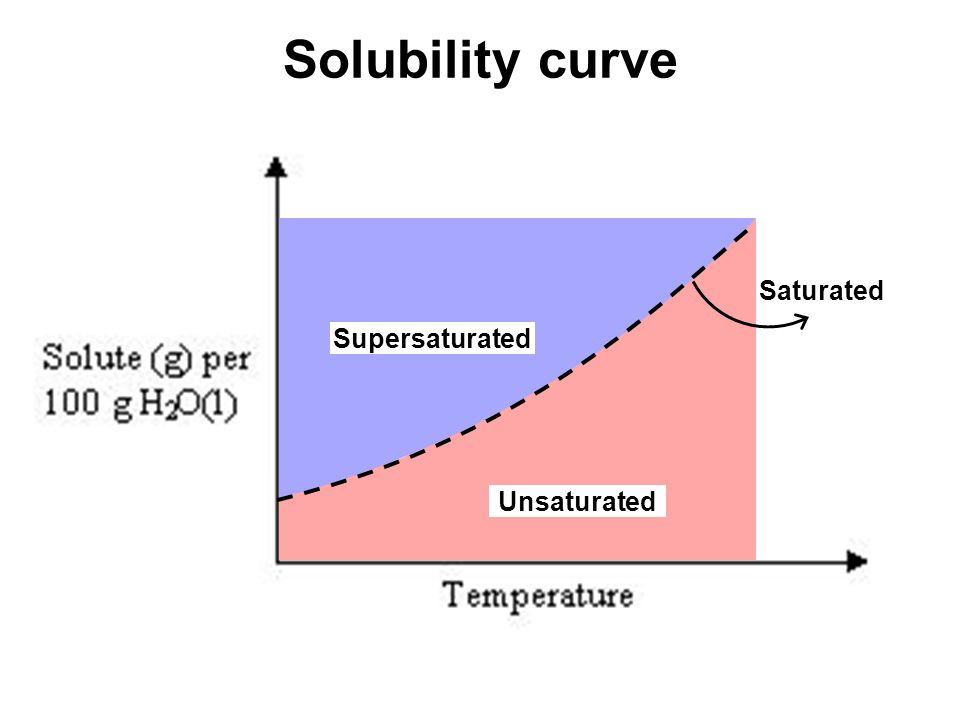 Solubility curve
Saturated
Supersaturated
Solute (g) per
100 g H₂O(l)
Unsaturated
Temperature